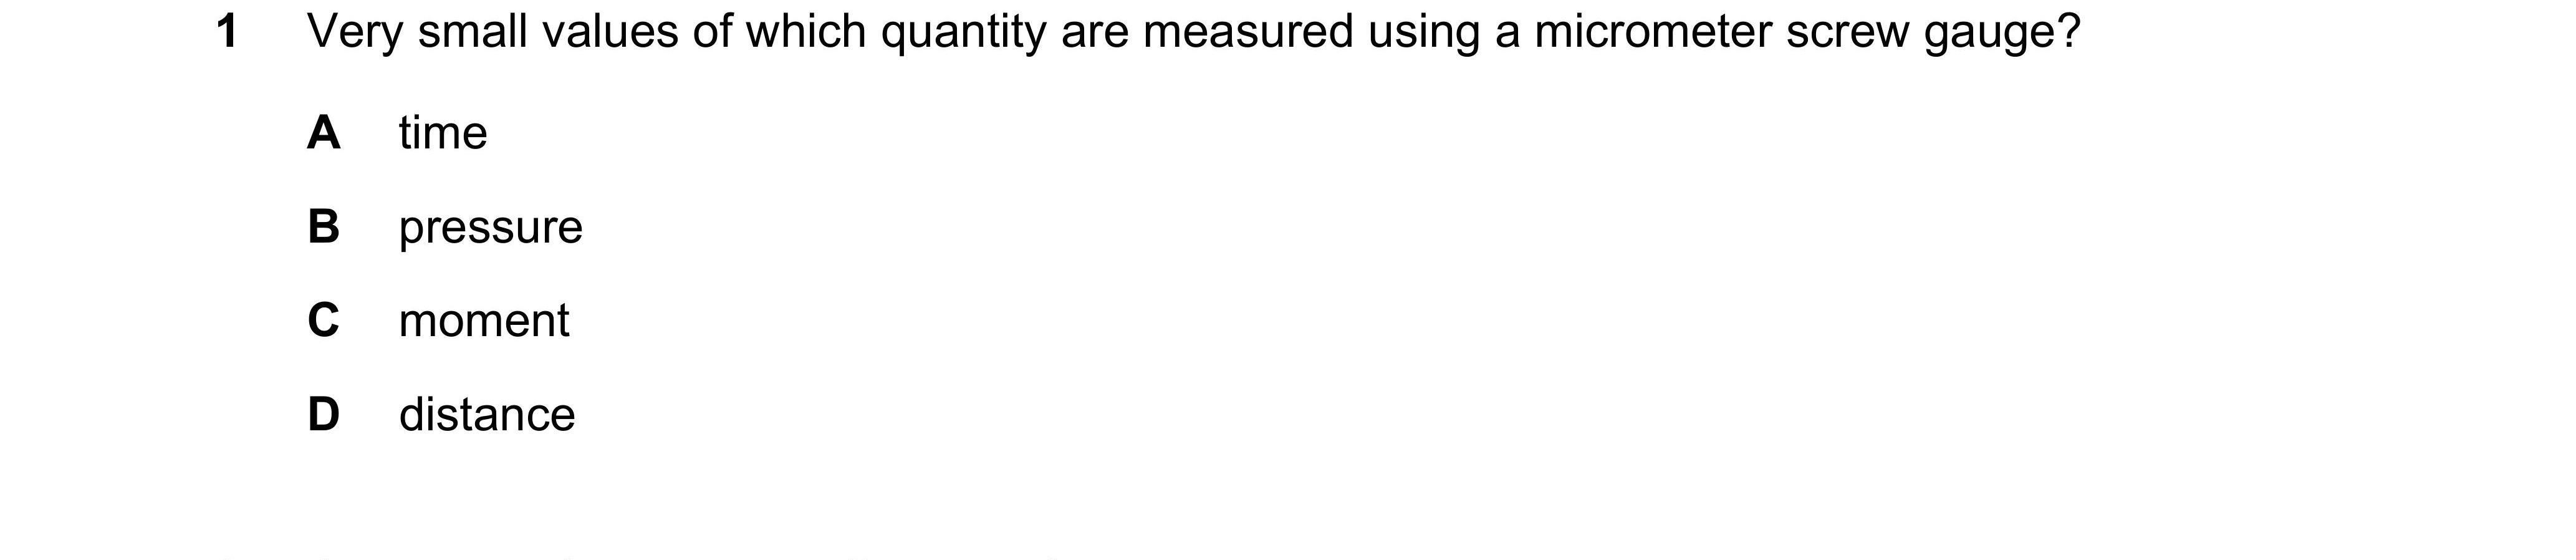 1 Very small values of which quantity are measured using a micrometer screw gauge?
A time
B pressure
C moment
D distance